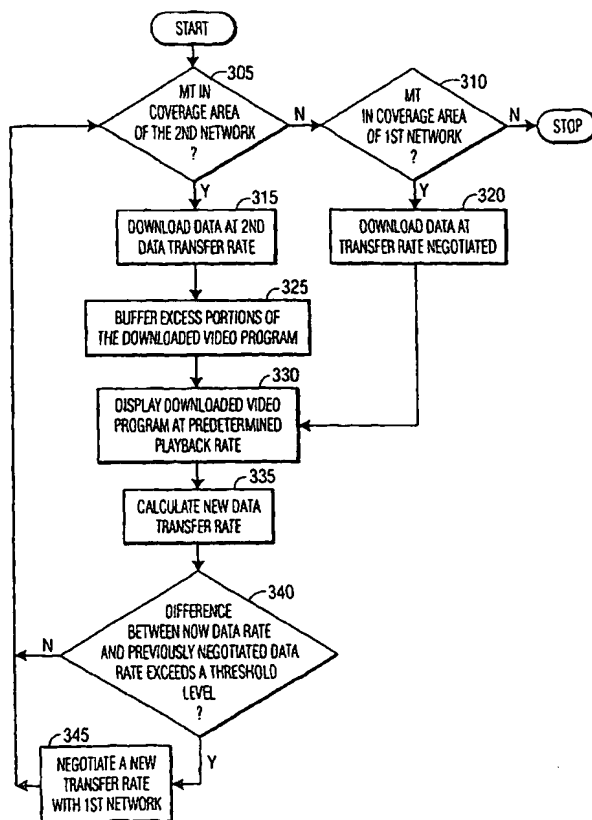 START
305
MT IN
COVERAGE AREA
OF THE 2ND NETWORK
?
N
Y
310
MT
IN COVERAGE AREA
OF 1ST NETWORK
?
N
Y
STOP
315
DOWNLOAD DATA AT 2ND
DATA TRANSFER RATE
320
DOWNLOAD DATA AT
TRANSFER RATE NEGOTIATED
325
BUFFER EXCESS PORTIONS OF
THE DOWNLOADED VIDEO PROGRAM
330
DISPLAY DOWNLOADED VIDEO
PROGRAM AT PREDETERMINED
PLAYBACK RATE
335
CALCULATE NEW DATA
TRANSFER RATE
340
DIFFERENCE
BETWEEN NOW DATA RATE
AND PREVIOUSLY NEGOTIATED DATA
RATE EXCEEDS A THRESHOLD
LEVEL
?
N
Y
345
NEGOTIATE A NEW
TRANSFER RATE
WITH 1ST NETWORK